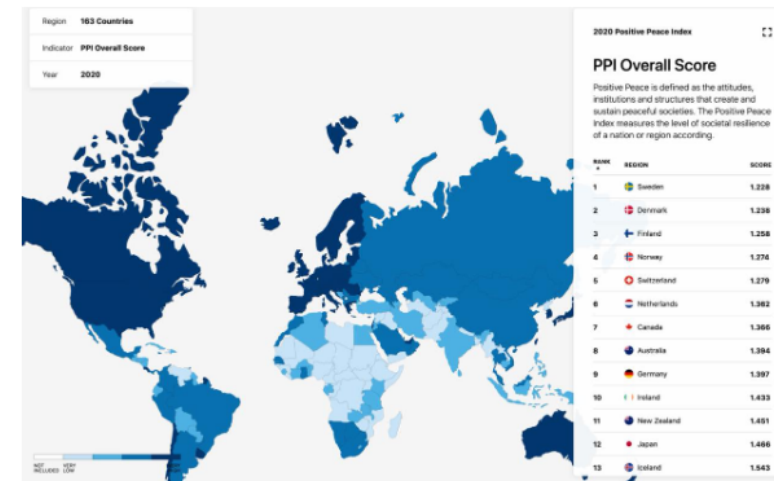 Region 163 Countries
Indicator PPI Overall Score
Year 2020
2020 Positive Peace Index
PPI Overall Score
Positive Peace is defined as the attitudes,
institutions and structures that create and
sustain peaceful societies. The Positive Peace
Index measures the level of societal resilience
of a nation or region according.
RANK REGION SCORE
1 Sweden 1.228
2 Denmark 1.238
3 Finland 1.258
4 Norway 1.274
5 Switzerland 1.279
6 Netherlands 1.362
7 Canada 1.366
8 Australia 1.394
9 Germany 1.397
10 Ireland 1.433
11 New Zealand 1.451
12 Japan 1.466
13 Iceland 1.543
NOT INCLUDED
VERY LOW